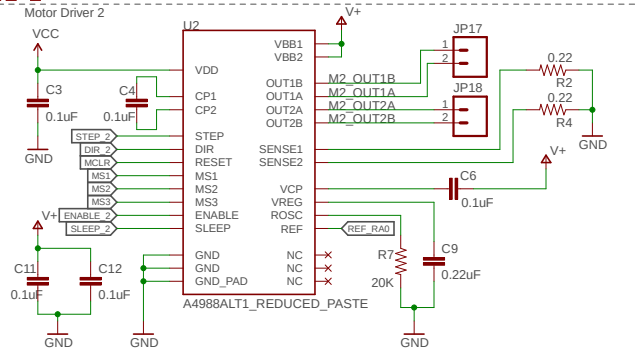 Motor Driver 2
VCC
C3
0.1uF
GND
C4
0.1uF
STEP_2
DIR_2
MCLR
MS1
MS2
MS3
ENABLE_2
SLEEP_2
V+
C11
0.1uF
C12
0.1uF
GND
GND
U2
VDD
CP1
CP2
STEP
DIR
RESET
MS1
MS2
MS3
ENABLE
SLEEP
GND
GND
GND_PAD
VBB1
VBB2
OUT1B
OUT1A
OUT2A
OUT2B
SENSE1
SENSE2
VCP
VREG
ROSC
REF
NC
NC
NC
A4988ALT1_REDUCED_PASTE
V+
M2_OUT1B
M2_OUT1A
M2_OUT2A
M2_OUT2B
JP17
1
2
JP18
1
2
0.22
R2
0.22
R4
GND
V+
C6
0.1uF
REF_RA0
R7
20K
C9
0.22uF
GND